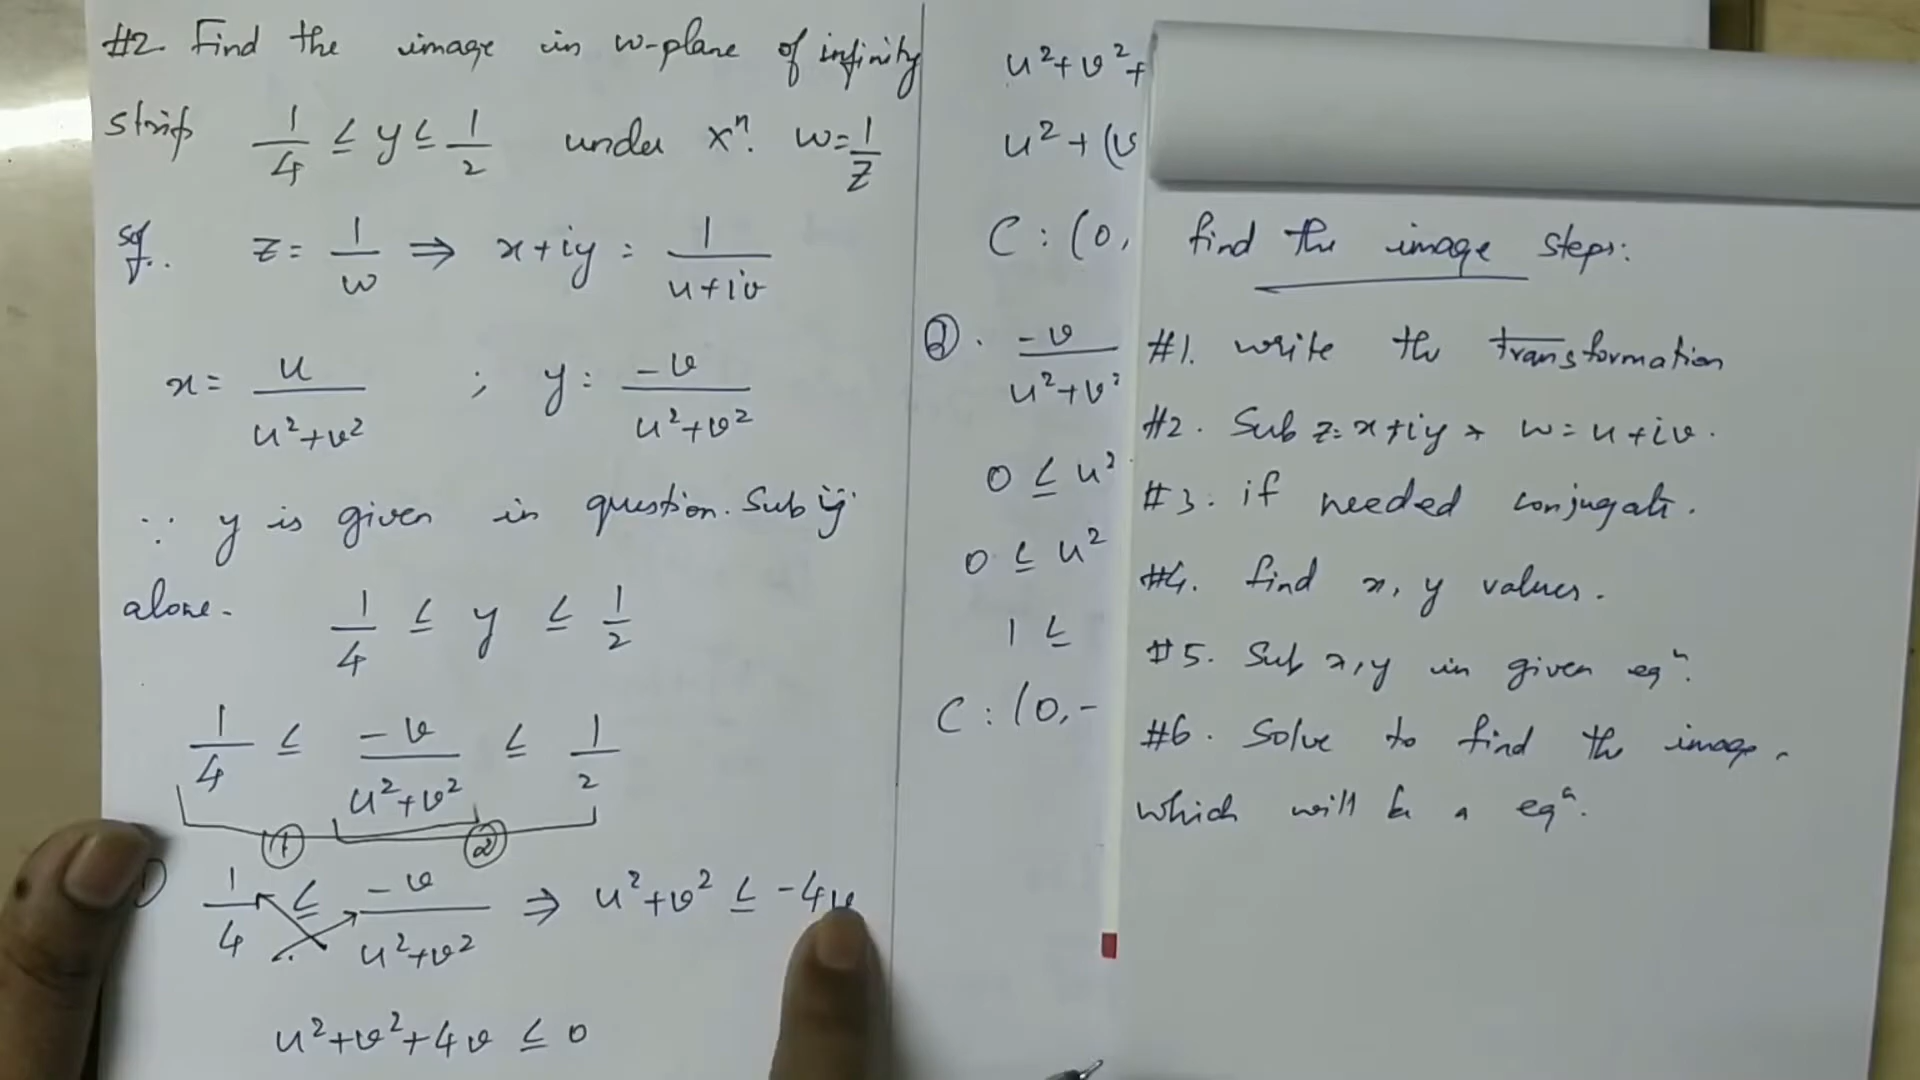 #2. Find the image in w-plane of infinity
strip 1/4 ≤ y ≤ 1/2 under xⁿ. w = 1/z
sol.. z = 1/w ⇒ x+iy = 1/(u+iv)
x = u/(u²+v²) ; y = -v/(u²+v²)
∵ y is given in question. Sub 'y'
alone. 1/4 ≤ y ≤ 1/2
1/4 ≤ -v/(u²+v²) ≤ 1/2
① ②
1/4 ≤ -v/(u²+v²) ⇒ u²+v² ≤ -4v
u²+v²+4v ≤ 0
u²+v²+
u²+(v
C : (0,
②. -v/(u²+v²
0 ≤ u²
0 ≤ u²
1 ≤
C : (0,-
find the image steps:
#1. write the transformation
#2. Sub z=x+iy & w=u+iv.
#3. if needed conjugate.
#4. find x, y values.
#5. Sub x,y in given eqⁿ.
#6. Solve to find the image.
which will be a eqⁿ.